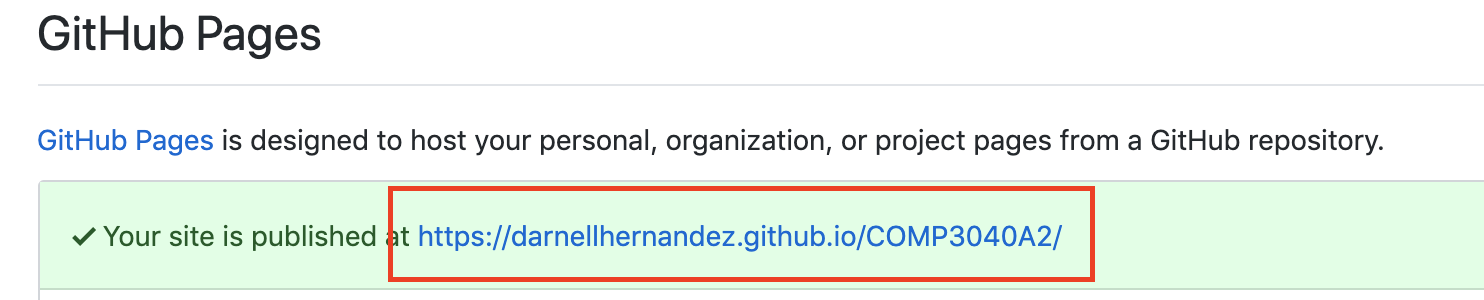 GitHub Pages
GitHub Pages is designed to host your personal, organization, or project pages from a GitHub repository.
✓ Your site is published at https://darnellhernandez.github.io/COMP3040A2/